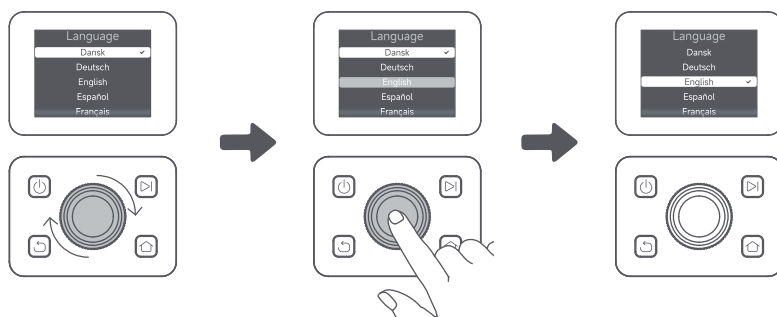 Language
Dansk
Deutsch
English
Español
Français
Language
Dansk
Deutsch
English
Español
Français
Language
Dansk
Deutsch
English
Español
Français